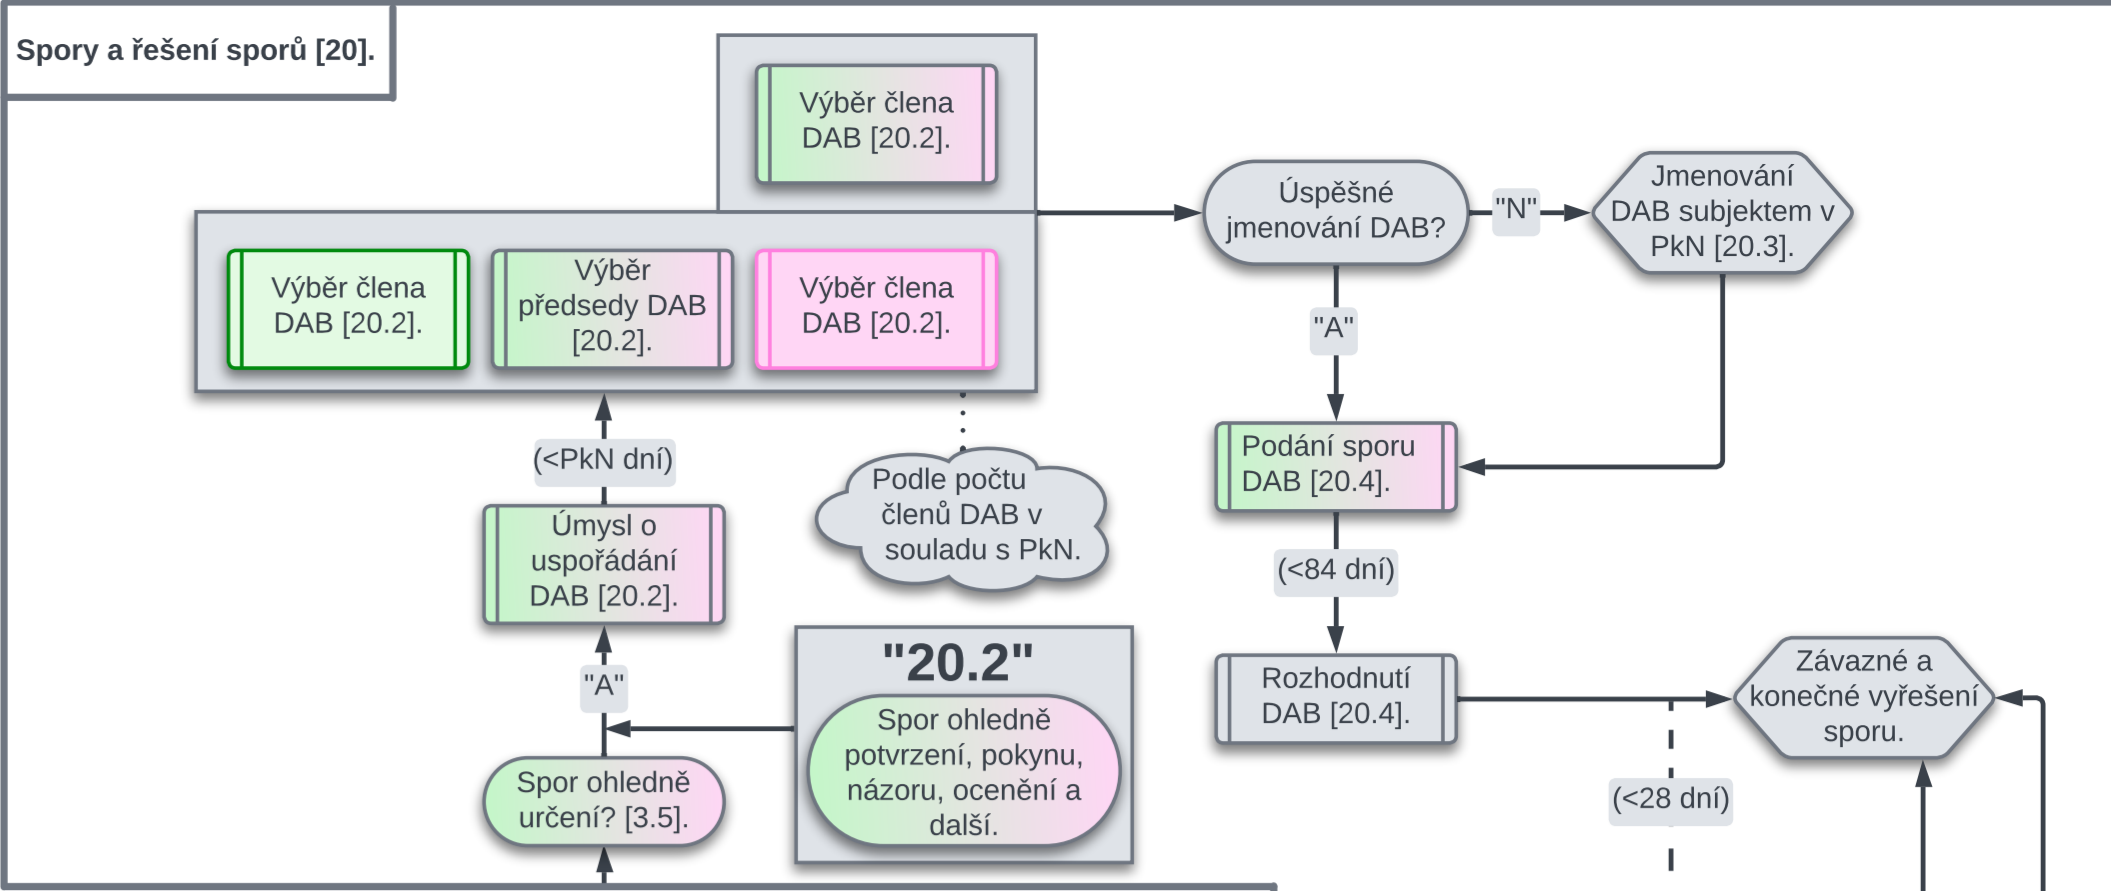 Spory a řešení sporů [20].
Výběr člena
DAB [20.2].
Výběr člena
DAB [20.2].
Výběr
předsedy DAB
[20.2].
Výběr člena
DAB [20.2].
Úspěšné
jmenování DAB?
"N"
Jmenování
DAB subjektem v
PkN [20.3].
"A"
(<PkN dní)
Podle počtu
členů DAB v
souladu s PkN.
Podání sporu
DAB [20.4].
Úmysl o
uspořádání
DAB [20.2].
(<84 dní)
"A"
"20.2"
Spor ohledně
potvrzení, pokynu,
názoru, ocenění a
další.
Rozhodnutí
DAB [20.4].
Závazné a
konečné vyřešení
sporu.
Spor ohledně
určení? [3.5].
(<28 dní)